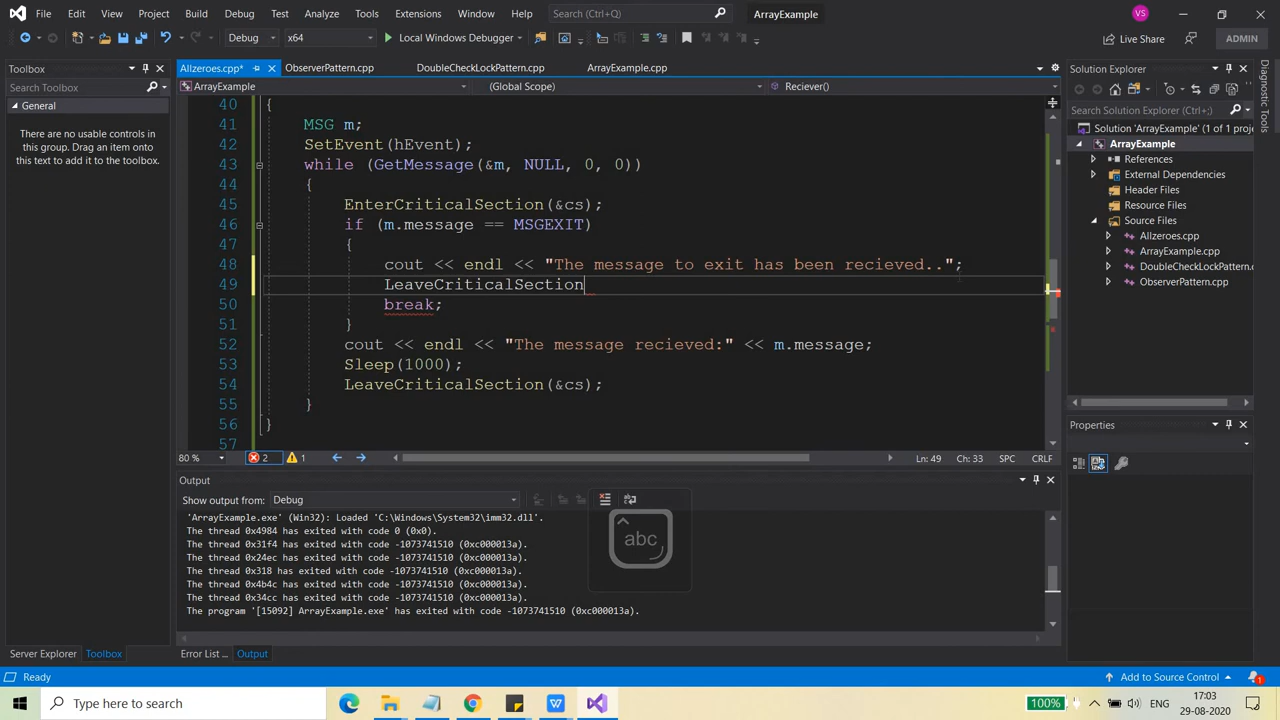 File Edit View Project Build Debug Test Analyze Tools Extensions Window Help Search (Ctrl+Q) ArrayExample VS
Debug x64 Local Windows Debugger Live Share ADMIN
Toolbox
Search Toolbox
General
There are no usable controls in
this group. Drag an item onto
this text to add it to the toolbox.
Allzeroes.cpp* ObserverPattern.cpp DoubleCheckLockPattern.cpp ArrayExample.cpp
ArrayExample (Global Scope) Reciever()
40 {
41 MSG m;
42 SetEvent(hEvent);
43 while (GetMessage(&m, NULL, 0, 0))
44 {
45 EnterCriticalSection(&cs);
46 if (m.message == MSGEXIT)
47 {
48 cout << endl << "The message to exit has been recieved..";
49 LeaveCriticalSection
50 break;
51 }
52 cout << endl << "The message recieved:" << m.message;
53 Sleep(1000);
54 LeaveCriticalSection(&cs);
55 }
56 }
57
80 % 2 1 Ln: 49 Ch: 33 SPC CRLF
Output
Show output from: Debug
'ArrayExample.exe' (Win32): Loaded 'C:\Windows\System32\imm32.dll'.
The thread 0x4984 has exited with code 0 (0x0).
The thread 0x31f4 has exited with code -1073741510 (0xc000013a).
The thread 0x24ec has exited with code -1073741510 (0xc000013a).
The thread 0x318 has exited with code -1073741510 (0xc000013a).
The thread 0x4b4c has exited with code -1073741510 (0xc000013a).
The thread 0x34cc has exited with code -1073741510 (0xc000013a).
The program '[15092] ArrayExample.exe' has exited with code -1073741510 (0xc000013a).
abc
Solution Explorer
Search Solution Explorer (Ctrl+;)
Solution 'ArrayExample' (1 of 1 proje
ArrayExample
References
External Dependencies
Header Files
Resource Files
Source Files
Allzeroes.cpp
ArrayExample.cpp
DoubleCheckLockPattern.
ObserverPattern.cpp
Properties
Diagnostic Tools
Server Explorer Toolbox Error List ... Output
Ready Add to Source Control 1
Type here to search 100% ENG 17:03
29-08-2020